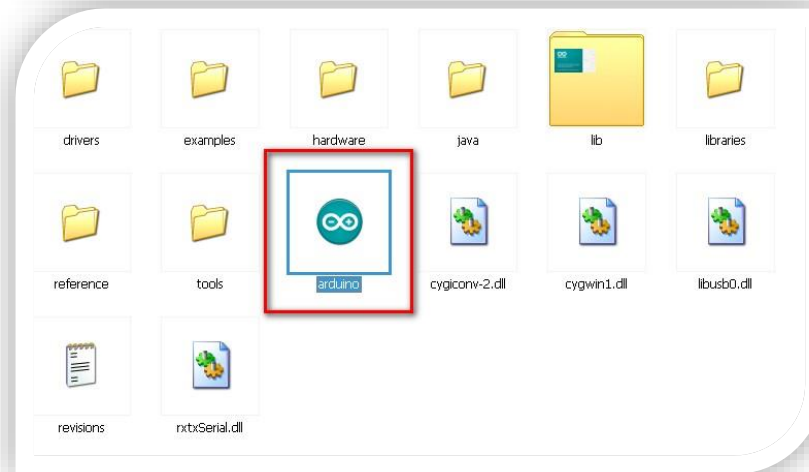 drivers
examples
hardware
java
lib
libraries
reference
tools
arduino
cygiconv-2.dll
cygwin1.dll
libusb0.dll
revisions
rxtxSerial.dll